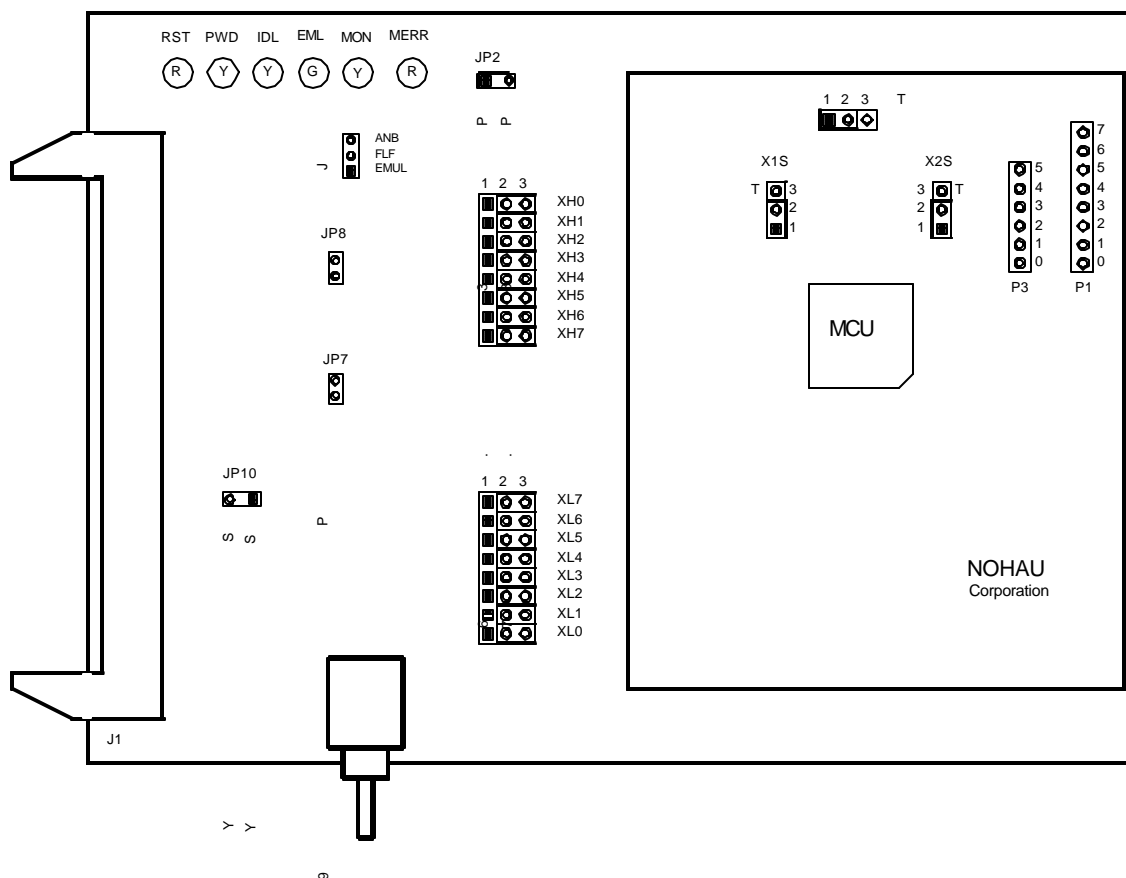 RST PWD IDL EML MON MERR
R Y Y G Y R
JP2
P P
J
ANB
FLF
EMUL
1 2 3
XH0
XH1
XH2
XH3
XH4
XH5
XH6
XH7
JP8
JP7
JP10
S S
P
. .
1 2 3
XL7
XL6
XL5
XL4
XL3
XL2
XL1
XL0
J1
Y Y
1 2 3 T
X1S
T 3
2
1
X2S
3 T
2
1
5
4
3
2
1
0
P3
7
6
5
4
3
2
1
0
P1
MCU
NOHAU
Corporation